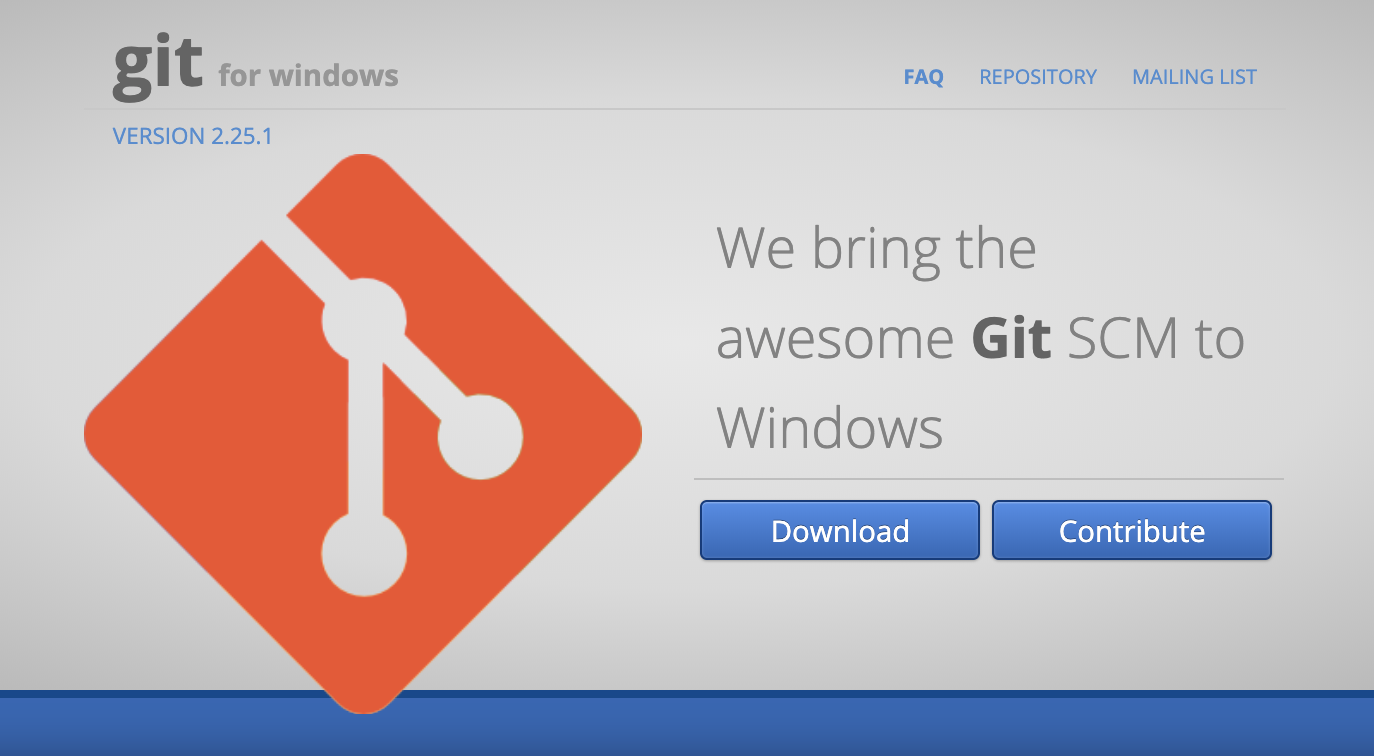 git for windows
FAQ REPOSITORY MAILING LIST
VERSION 2.25.1
We bring the
awesome Git SCM to
Windows
Download Contribute